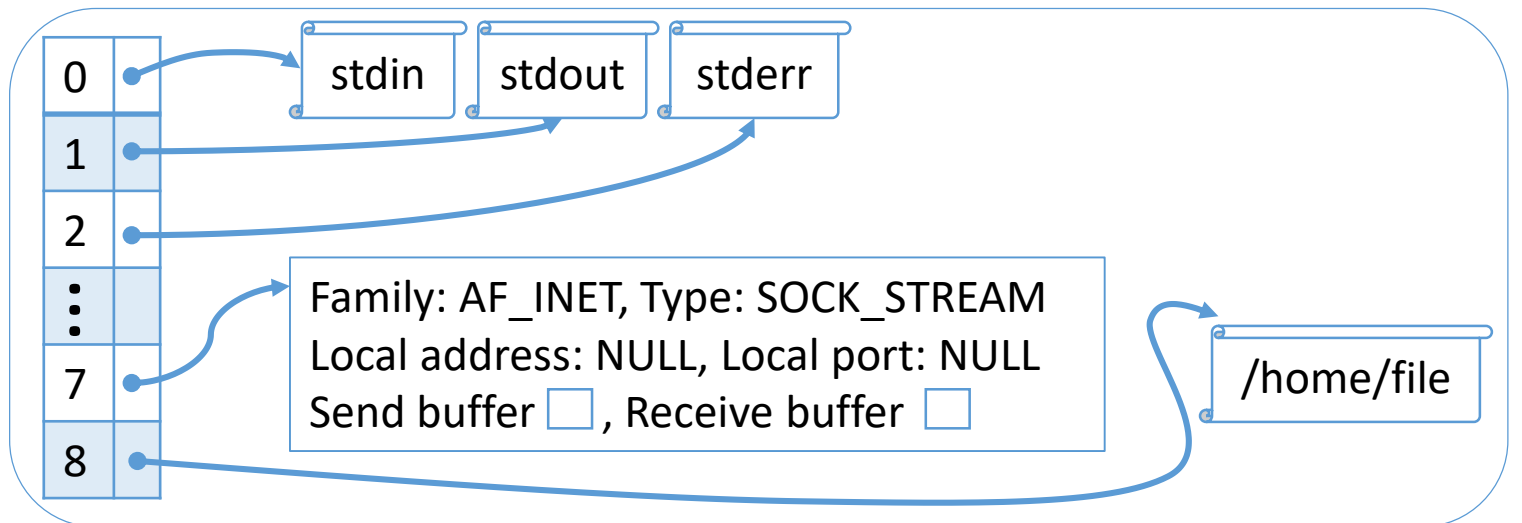 0
stdin
stdout
stderr
1
2
⋮
7
Family: AF_INET, Type: SOCK_STREAM
Local address: NULL, Local port: NULL
Send buffer , Receive buffer
/home/file
8